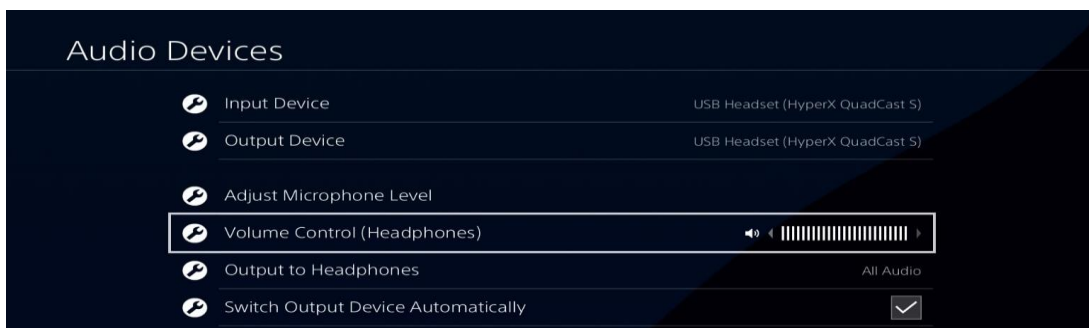 Audio Devices
Input Device USB Headset (HyperX QuadCast S)
Output Device USB Headset (HyperX QuadCast S)
Adjust Microphone Level
Volume Control (Headphones)
Output to Headphones All Audio
Switch Output Device Automatically